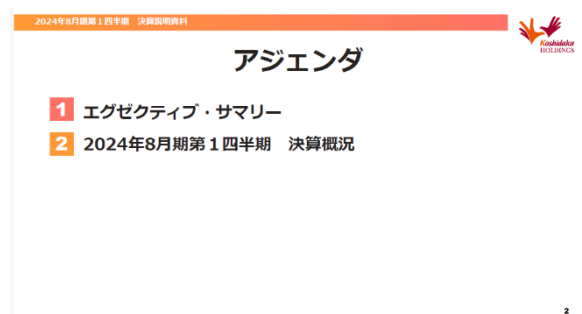 2024年8月期第1四半期 決算説明資料
Koshidaka
HOLDINGS
アジェンダ
1 エグゼクティブ・サマリー
2 2024年8月期第1四半期 決算概況
2